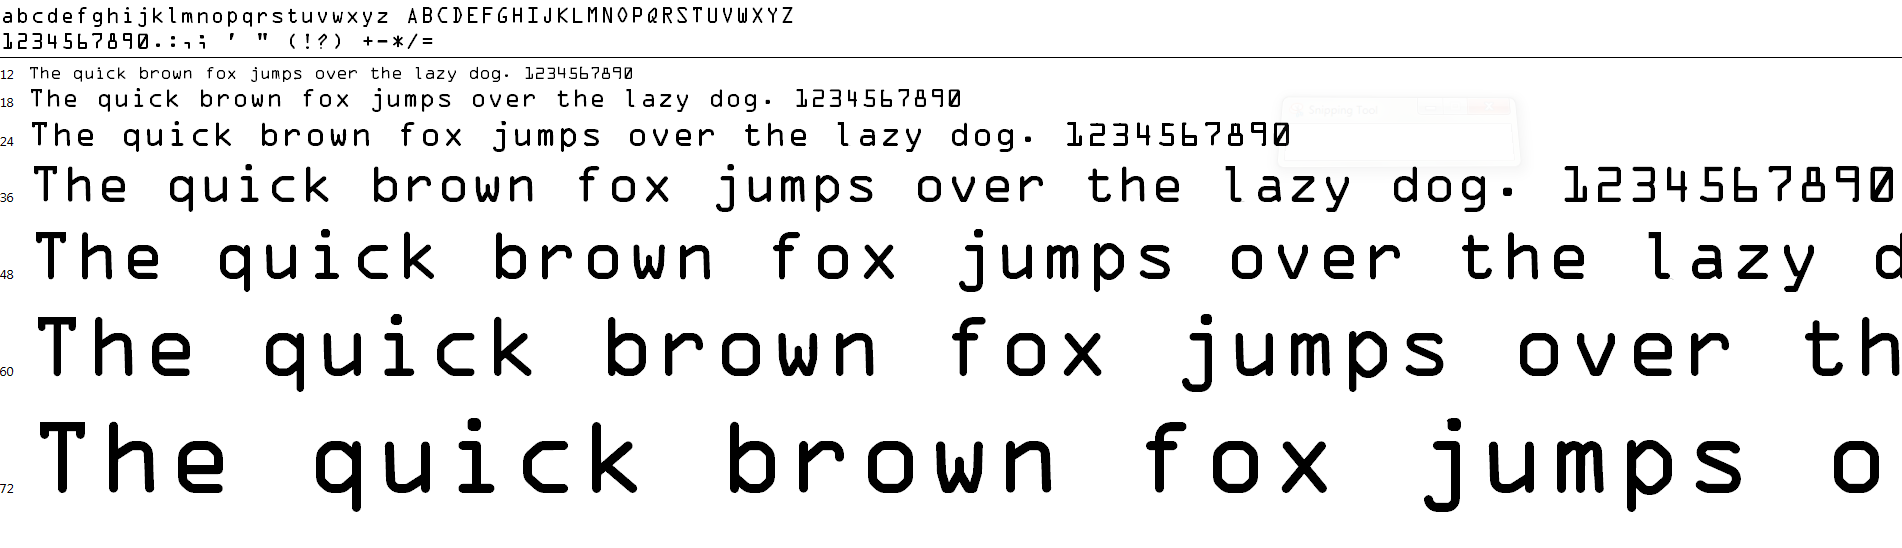 abcdefghijklmnopqrstuvwxyz ABCDEFGHIJKLMNOPQRSTUVWXYZ
1234567890.:,; ' " (!?) +-*/=
12 The quick brown fox jumps over the lazy dog. 1234567890
18 The quick brown fox jumps over the lazy dog. 1234567890
Snipping Tool
24 The quick brown fox jumps over the lazy dog. 1234567890
36 The quick brown fox jumps over the lazy dog. 1234567890
48 The quick brown fox jumps over the lazy d
60 The quick brown fox jumps over th
72 The quick brown fox jumps o